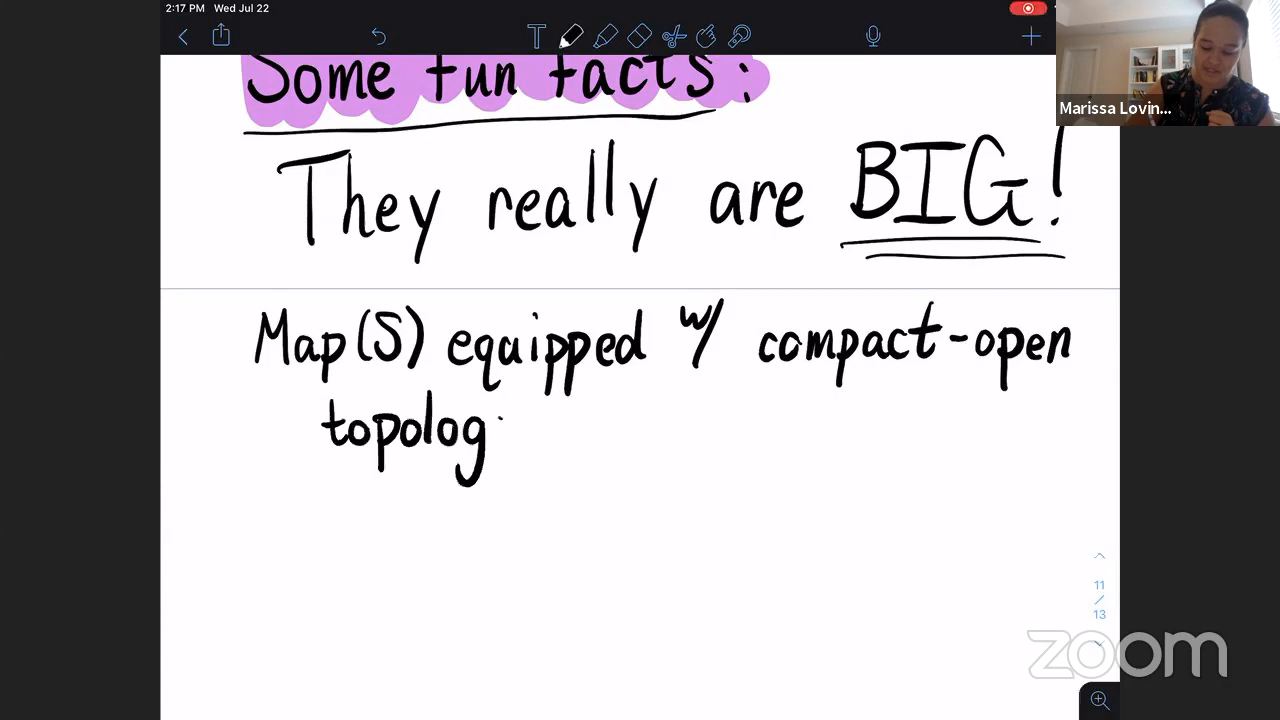 2:17 PM Wed Jul 22
Some fun facts:
Marissa Lovin...
They really are BIG!
Map(S) equipped w/ compact-open
topolog
11
/
13
zoom